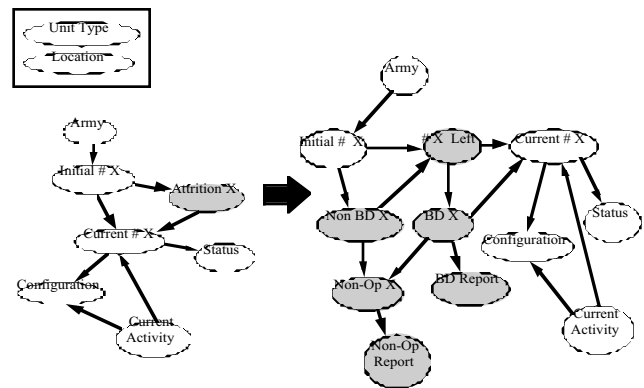 Unit Type
Location
Army
Initial # X
Attrition X
Current # X
Status
Configuration
Current
Activity
Army
Initial # X
# X Left
Current # X
Non BD X
BD X
Status
Configuration
Non-Op X
BD Report
Current
Activity
Non-Op
Report